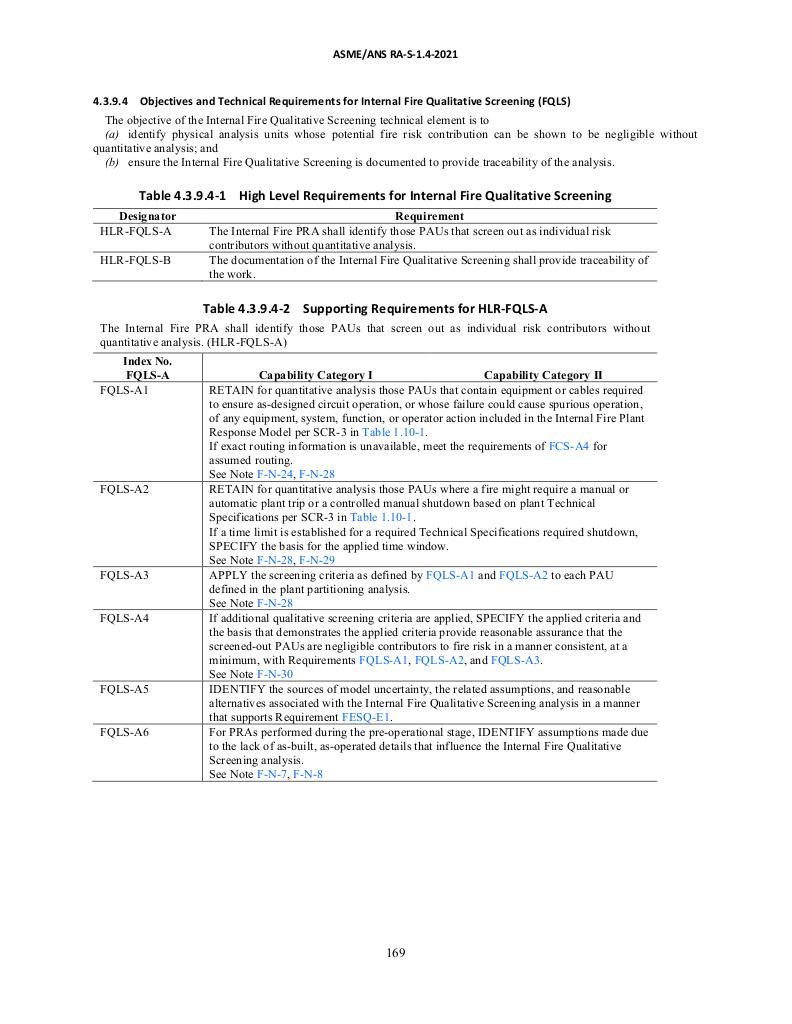 ASME/ANS RA-S-1.4-2021
4.3.9.4 Objectives and Technical Requirements for Internal Fire Qualitative Screening (FQLS)
The objective of the Internal Fire Qualitative Screening technical element is to
(a) identify physical analysis units whose potential fire risk contribution can be shown to be negligible without
quantitative analysis; and
(b) ensure the Internal Fire Qualitative Screening is documented to provide traceability of the analysis.
Table 4.3.9.4-1 High Level Requirements for Internal Fire Qualitative Screening
Designator Requirement
HLR-FQLS-A The Internal Fire PRA shall identify those PAUs that screen out as individual risk
contributors without quantitative analysis.
HLR-FQLS-B The documentation of the Internal Fire Qualitative Screening shall provide traceability of
the work.
Table 4.3.9.4-2 Supporting Requirements for HLR-FQLS-A
The Internal Fire PRA shall identify those PAUs that screen out as individual risk contributors without
quantitative analysis. (HLR-FQLS-A)
Index No.
FQLS-A Capability Category I Capability Category II
FQLS-A1 RETAIN for quantitative analysis those PAUs that contain equipment or cables required
to ensure as-designed circuit operation, or whose failure could cause spurious operation,
of any equipment, system, function, or operator action included in the Internal Fire Plant
Response Model per SCR-3 in Table 1.10-1.
If exact routing information is unavailable, meet the requirements of FCS-A4 for
assumed routing.
See Note F-N-24, F-N-28
FQLS-A2 RETAIN for quantitative analysis those PAUs where a fire might require a manual or
automatic plant trip or a controlled manual shutdown based on plant Technical
Specifications per SCR-3 in Table 1.10-1.
If a time limit is established for a required Technical Specifications required shutdown,
SPECIFY the basis for the applied time window.
See Note F-N-28, F-N-29
FQLS-A3 APPLY the screening criteria as defined by FQLS-A1 and FQLS-A2 to each PAU
defined in the plant partitioning analysis.
See Note F-N-28
FQLS-A4 If additional qualitative screening criteria are applied, SPECIFY the applied criteria and
the basis that demonstrates the applied criteria provide reasonable assurance that the
screened-out PAUs are negligible contributors to fire risk in a manner consistent, at a
minimum, with Requirements FQLS-A1, FQLS-A2, and FQLS-A3.
See Note F-N-30
FQLS-A5 IDENTIFY the sources of model uncertainty, the related assumptions, and reasonable
alternatives associated with the Internal Fire Qualitative Screening analysis in a manner
that supports Requirement FESQ-E1.
FQLS-A6 For PRAs performed during the pre-operational stage, IDENTIFY assumptions made due
to the lack of as-built, as-operated details that influence the Internal Fire Qualitative
Screening analysis.
See Note F-N-7, F-N-8
169